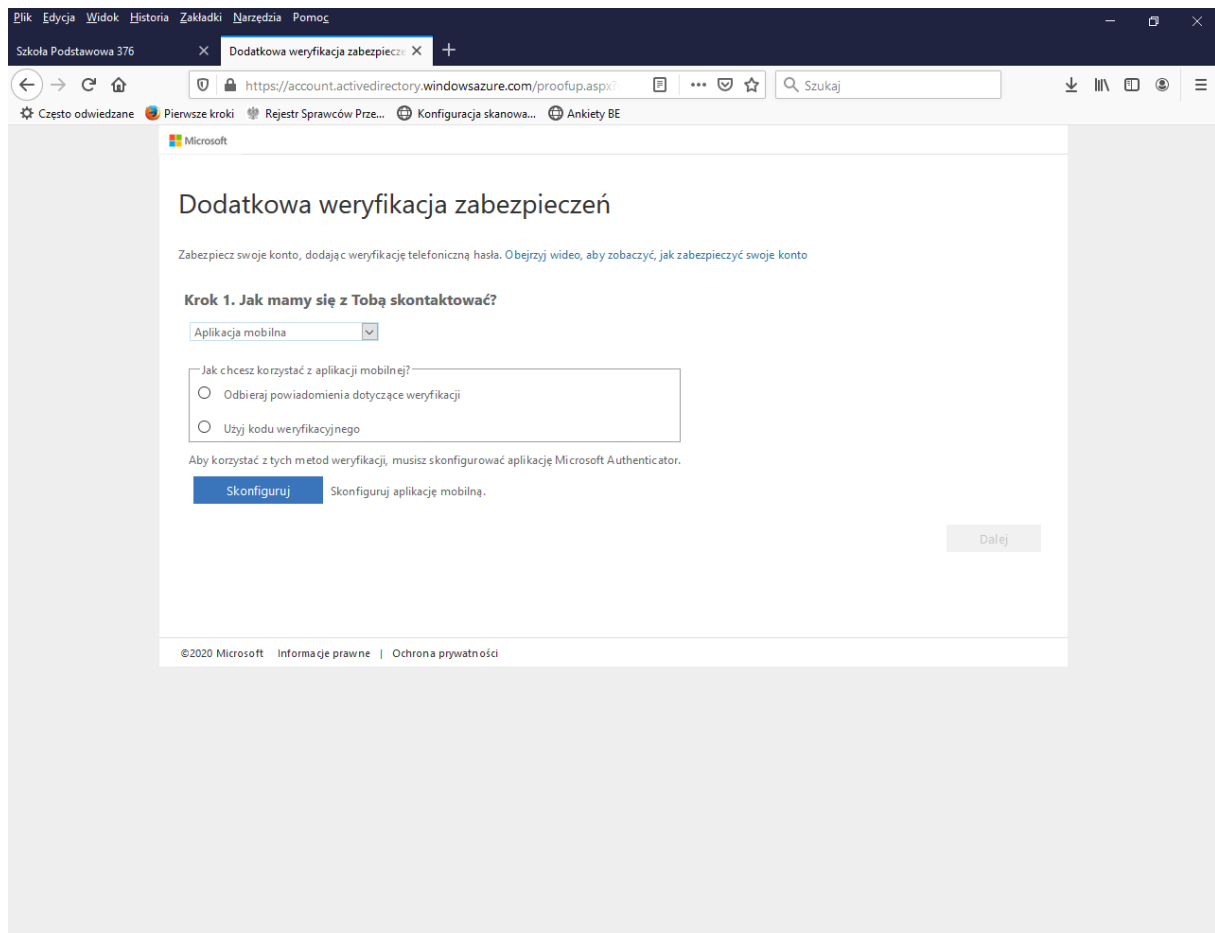 Plik Edycja Widok Historia Zakładki Narzędzia Pomoc
Szkoła Podstawowa 376 Dodatkowa weryfikacja zabezpiecze
https://account.activedirectory.windowsazure.com/proofup.aspx? Szukaj
Często odwiedzane Pierwsze kroki Rejestr Sprawców Prze... Konfiguracja skanowa... Ankiety BE
Microsoft
Dodatkowa weryfikacja zabezpieczeń
Zabezpiecz swoje konto, dodając weryfikację telefoniczną hasła. Obejrzyj wideo, aby zobaczyć, jak zabezpieczyć swoje konto
Krok 1. Jak mamy się z Tobą skontaktować?
Aplikacja mobilna
Jak chcesz korzystać z aplikacji mobilnej?
Odbieraj powiadomienia dotyczące weryfikacji
Użyj kodu weryfikacyjnego
Aby korzystać z tych metod weryfikacji, musisz skonfigurować aplikację Microsoft Authenticator.
Skonfiguruj Skonfiguruj aplikację mobilną.
Dalej
©2020 Microsoft Informacje prawne | Ochrona prywatności